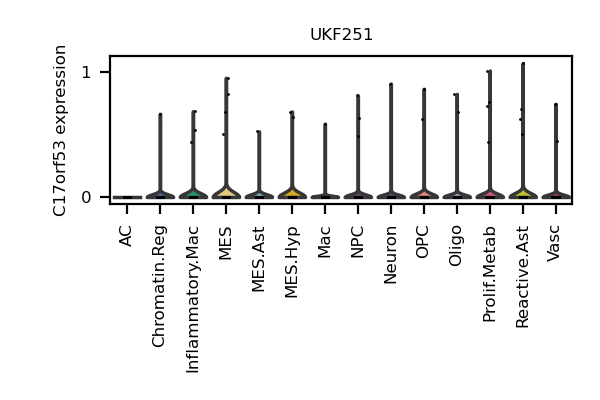 UKF251
C17orf53 expression
1
0
AC
Chromatin.Reg
Inflammatory.Mac
MES
MES.Ast
MES.Hyp
Mac
NPC
Neuron
OPC
Oligo
Prolif.Metab
Reactive.Ast
Vasc